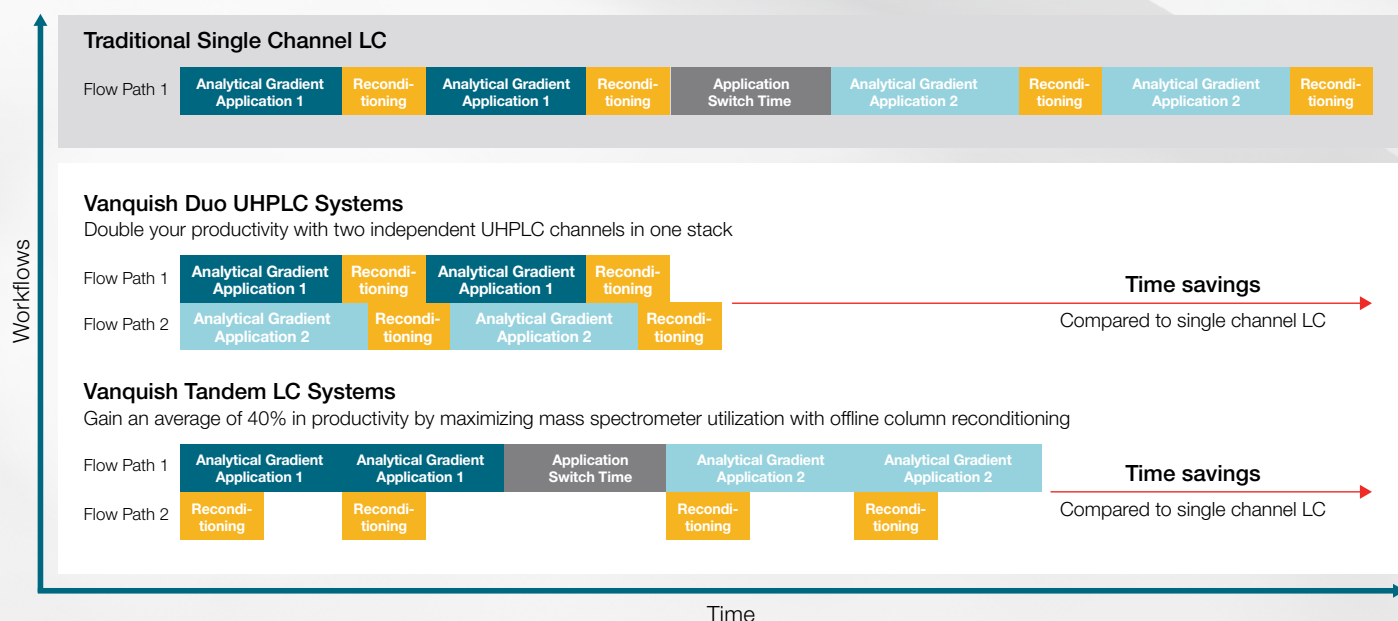 Traditional Single Channel LC
Flow Path 1
Analytical Gradient
Application 1
Recondi-
tioning
Analytical Gradient
Application 1
Recondi-
tioning
Application
Switch Time
Analytical Gradient
Application 2
Recondi-
tioning
Analytical Gradient
Application 2
Recondi-
tioning
Workflows
Vanquish Duo UHPLC Systems
Double your productivity with two independent UHPLC channels in one stack
Flow Path 1
Analytical Gradient
Application 1
Recondi-
tioning
Analytical Gradient
Application 1
Recondi-
tioning
Flow Path 2
Analytical Gradient
Application 2
Recondi-
tioning
Analytical Gradient
Application 2
Recondi-
tioning
Time savings
Compared to single channel LC
Vanquish Tandem LC Systems
Gain an average of 40% in productivity by maximizing mass spectrometer utilization with offline column reconditioning
Flow Path 1
Analytical Gradient
Application 1
Analytical Gradient
Application 1
Application
Switch Time
Analytical Gradient
Application 2
Analytical Gradient
Application 2
Flow Path 2
Recondi-
tioning
Recondi-
tioning
Recondi-
tioning
Recondi-
tioning
Time savings
Compared to single channel LC
Time